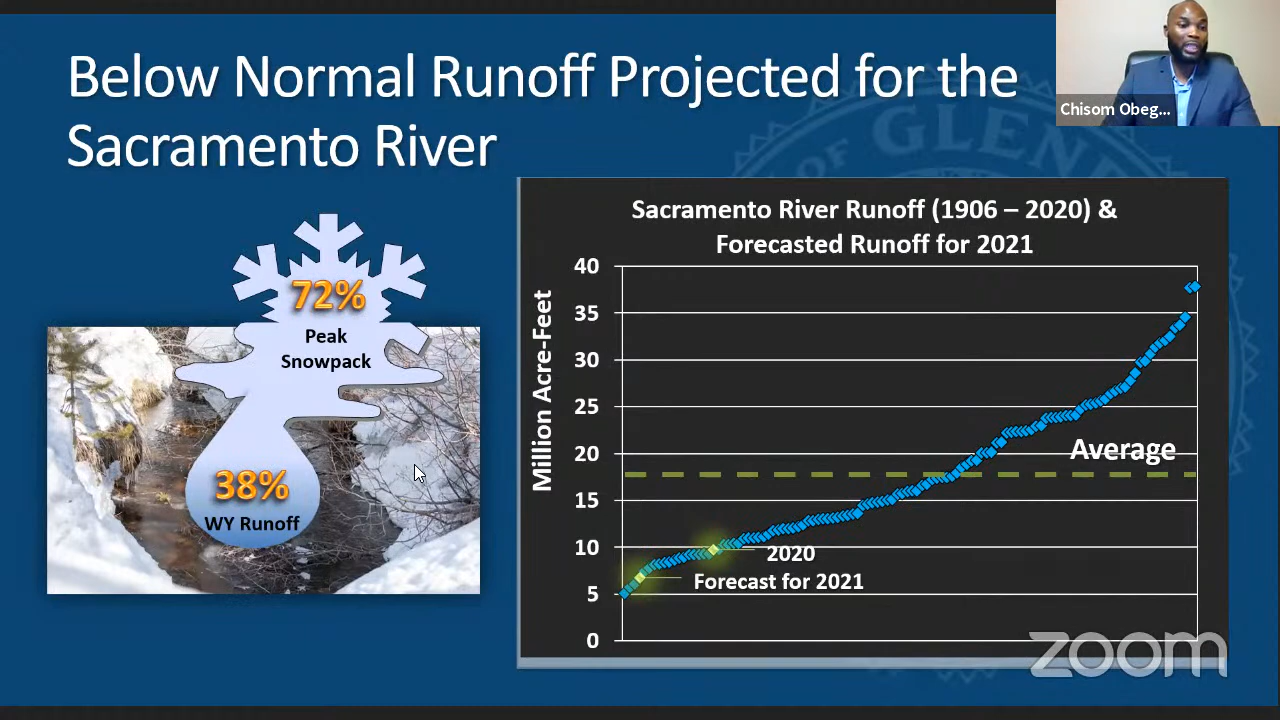 Below Normal Runoff Projected for the
Sacramento River
Chisom Obeg...
OF GLEN
72%
Peak
Snowpack
38%
WY Runoff
Sacramento River Runoff (1906 – 2020) &
Forecasted Runoff for 2021
Million Acre-Feet
40
35
30
25
20
15
10
5
0
Average
2020
Forecast for 2021
zoom